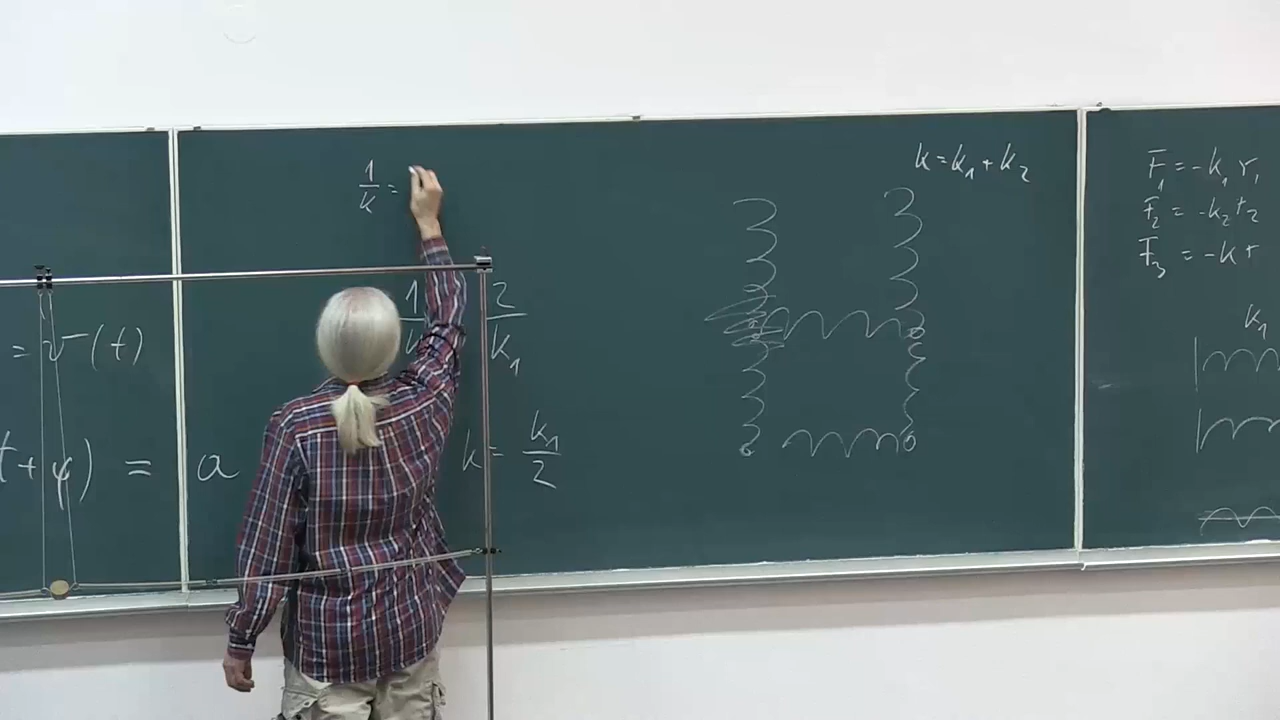 = v(t)
t + φ) = a
1/k =
1 2/k₁
k = k₁/2
k = k₁ + k₂
F₁ = -k₁ r₁
F₂ = -k₂ r₂
F₃ = -k r
k₁